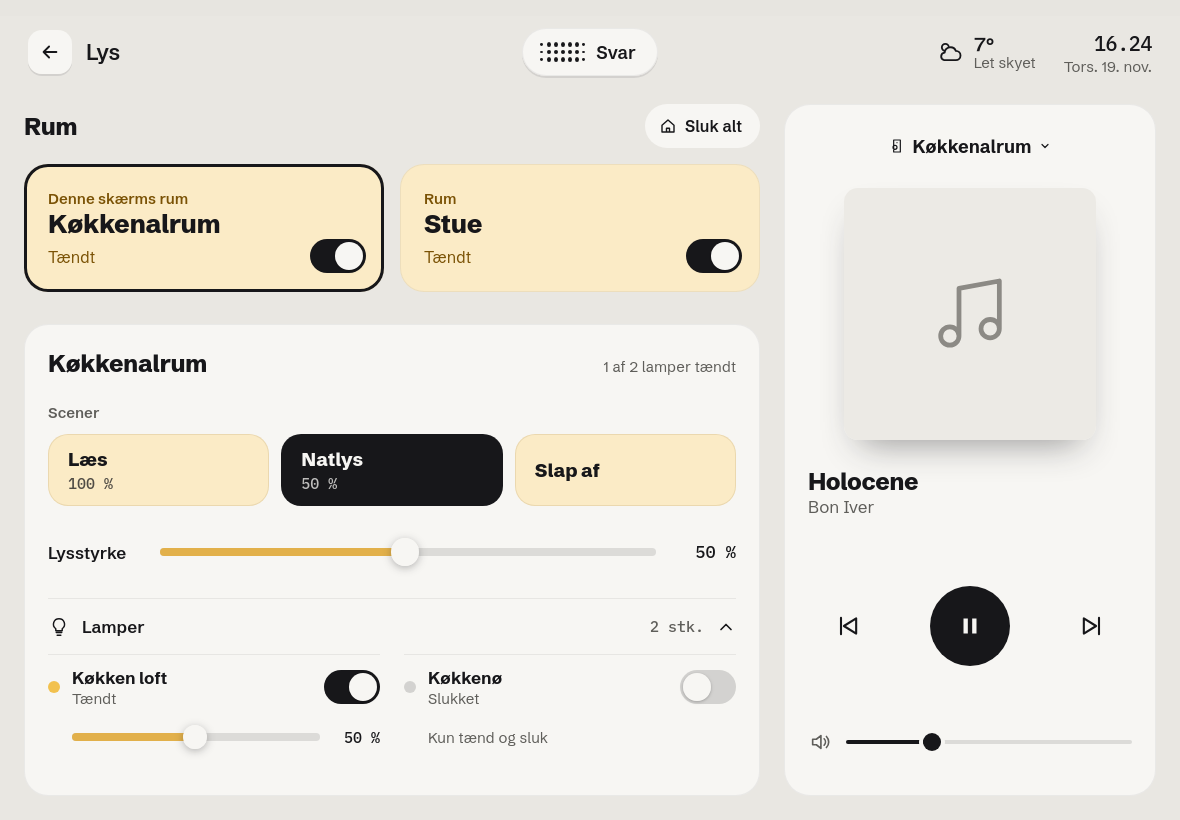 Lys
Svar
7°
Let skyet
16.24
Tors. 19. nov.
Rum
Sluk alt
Denne skærms rum
Køkkenalrum
Tændt
Rum
Stue
Tændt
Køkkenalrum
1 af 2 lamper tændt
Scener
Læs
100 %
Natlys
50 %
Slap af
Lysstyrke
50 %
Lamper
2 stk.
Køkken loft
Tændt
50 %
Køkkenø
Slukket
Kun tænd og sluk
Køkkenalrum
Holocene
Bon Iver